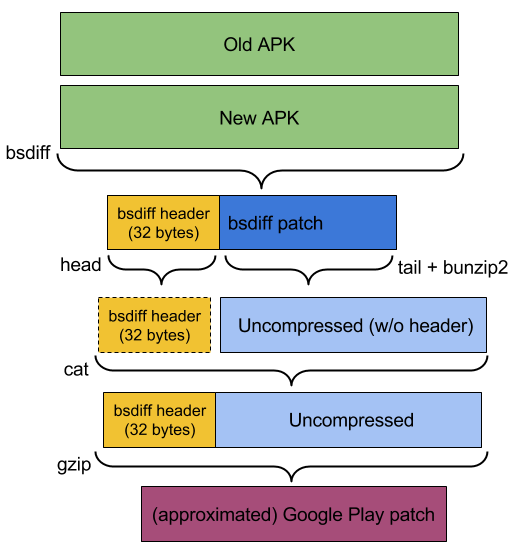 Old APK
New APK
bsdiff
bsdiff header
(32 bytes)
bsdiff patch
head
tail + bunzip2
bsdiff header
(32 bytes)
Uncompressed (w/o header)
cat
bsdiff header
(32 bytes)
Uncompressed
gzip
(approximated) Google Play patch